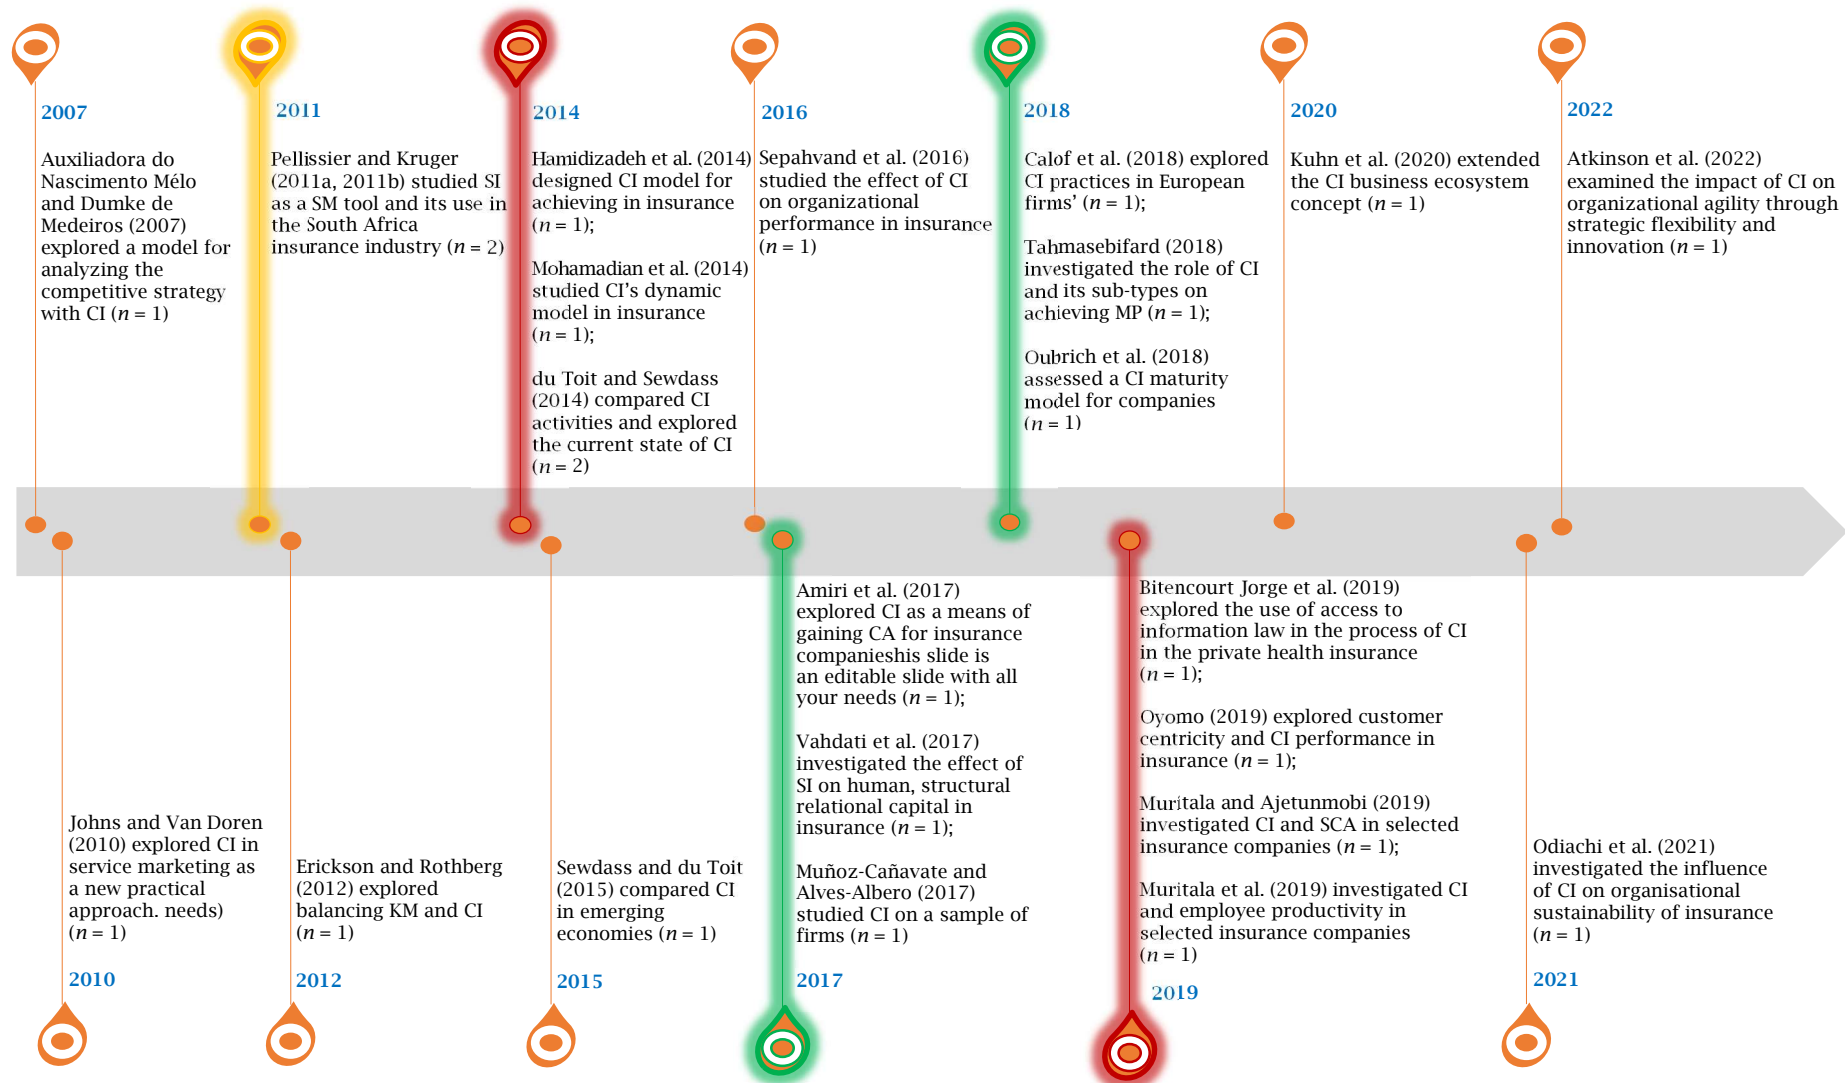 2007
Auxiliadora do
Nascimento Mélo
and Dumke de
Medeiros (2007)
explored a model for
analyzing the
competitive strategy
with CI (n = 1)
2011
Pellissier and Kruger
(2011a, 2011b) studied SI
as a SM tool and its use in
the South Africa
insurance industry (n = 2)
2014
Hamidizadeh et al. (2014)
designed CI model for
achieving in insurance
(n = 1);
Mohamadian et al. (2014)
studied CI’s dynamic
model in insurance
(n = 1);
du Toit and Sewdass
(2014) compared CI
activities and explored
the current state of CI
(n = 2)
2016
Sepahvand et al. (2016)
studied the effect of CI
on organizational
performance in insurance
(n = 1)
2018
Calof et al. (2018) explored
CI practices in European
firms’ (n = 1);
Tahmasebifard (2018)
investigated the role of CI
and its sub-types on
achieving MP (n = 1);
Oubrich et al. (2018)
assessed a CI maturity
model for companies
(n = 1)
2020
Kuhn et al. (2020) extended
the CI business ecosystem
concept (n = 1)
2022
Atkinson et al. (2022)
examined the impact of CI on
organizational agility through
strategic flexibility and
innovation (n = 1)
Johns and Van Doren
(2010) explored CI in
service marketing as
a new practical
approach. needs)
(n = 1)
2010
Erickson and Rothberg
(2012) explored
balancing KM and CI
(n = 1)
2012
Sewdass and du Toit
(2015) compared CI
in emerging
economies (n = 1)
2015
Amiri et al. (2017)
explored CI as a means of
gaining CA for insurance
companieshis slide is
an editable slide with all
your needs (n = 1);
Vahdati et al. (2017)
investigated the effect of
SI on human, structural
relational capital in
insurance (n = 1);
Muñoz-Cañavate and
Alves-Albero (2017)
studied CI on a sample of
firms (n = 1)
2017
Bitencourt Jorge et al. (2019)
explored the use of access to
information law in the process of CI
in the private health insurance
(n = 1);
Oyomo (2019) explored customer
centricity and CI performance in
insurance (n = 1);
Muritala and Ajetunmobi (2019)
investigated CI and SCA in selected
insurance companies (n = 1);
Muritala et al. (2019) investigated CI
and employee productivity in
selected insurance companies
(n = 1)
2019
Odiachi et al. (2021)
investigated the influence
of CI on organisational
sustainability of insurance
(n = 1)
2021